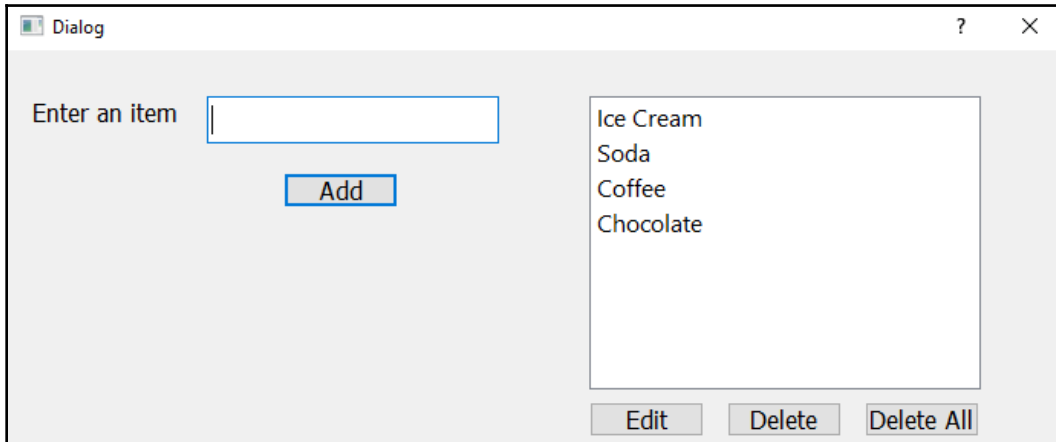 Dialog ?
Enter an item
Add
Ice Cream
Soda
Coffee
Chocolate
Edit Delete Delete All